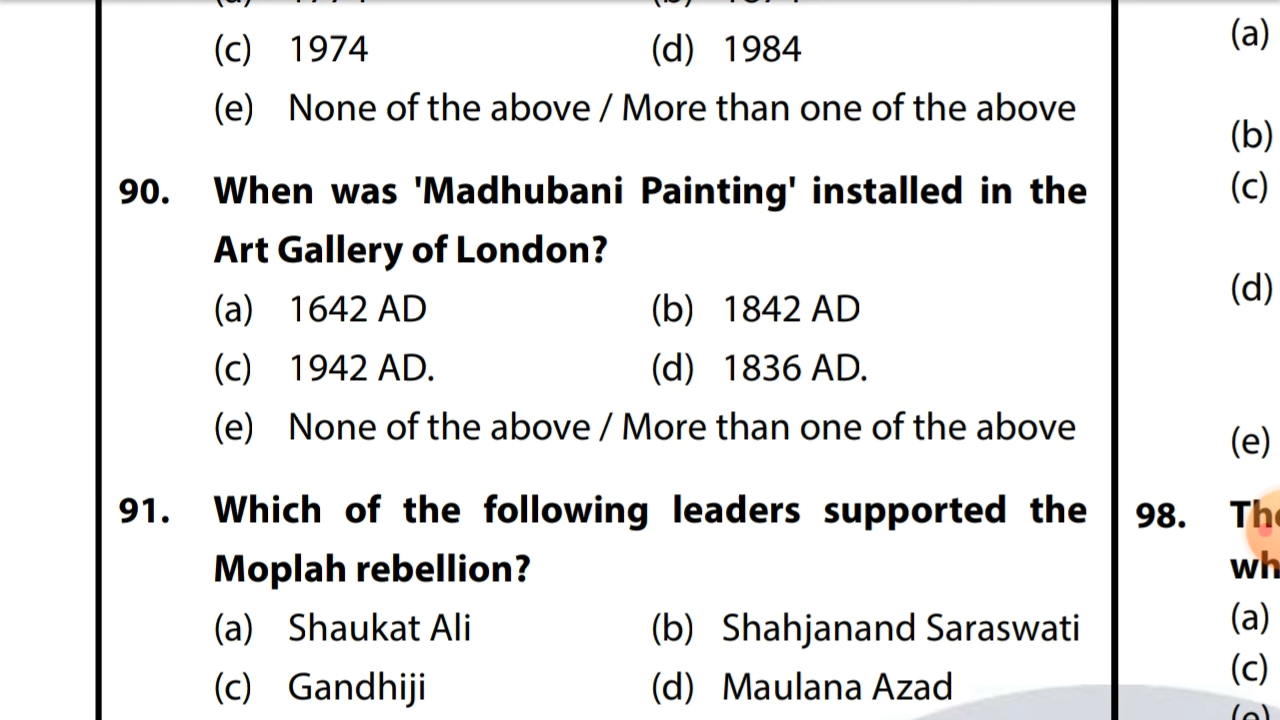 (c) 1974 (d) 1984
(e) None of the above / More than one of the above
90. When was 'Madhubani Painting' installed in the
Art Gallery of London?
(a) 1642 AD (b) 1842 AD
(c) 1942 AD. (d) 1836 AD.
(e) None of the above / More than one of the above
91. Which of the following leaders supported the
Moplah rebellion?
(a) Shaukat Ali (b) Shahjanand Saraswati
(c) Gandhiji (d) Maulana Azad
(a)
(b)
(c)
(d)
(e)
98.
(a)
(c)